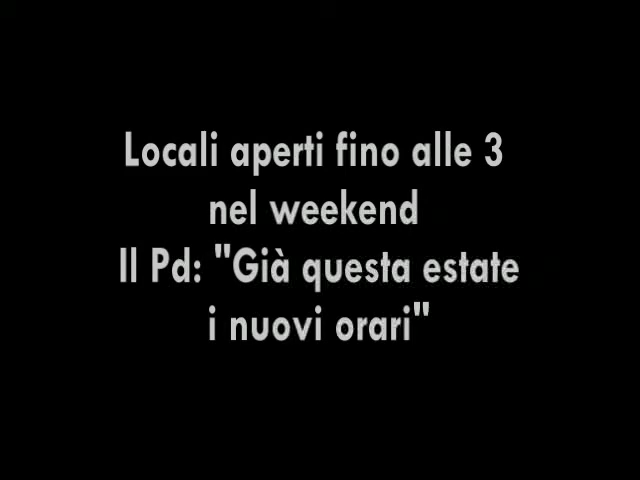 Locali aperti fino alle 3
nel weekend
Il Pd: "Già questa estate
i nuovi orari"